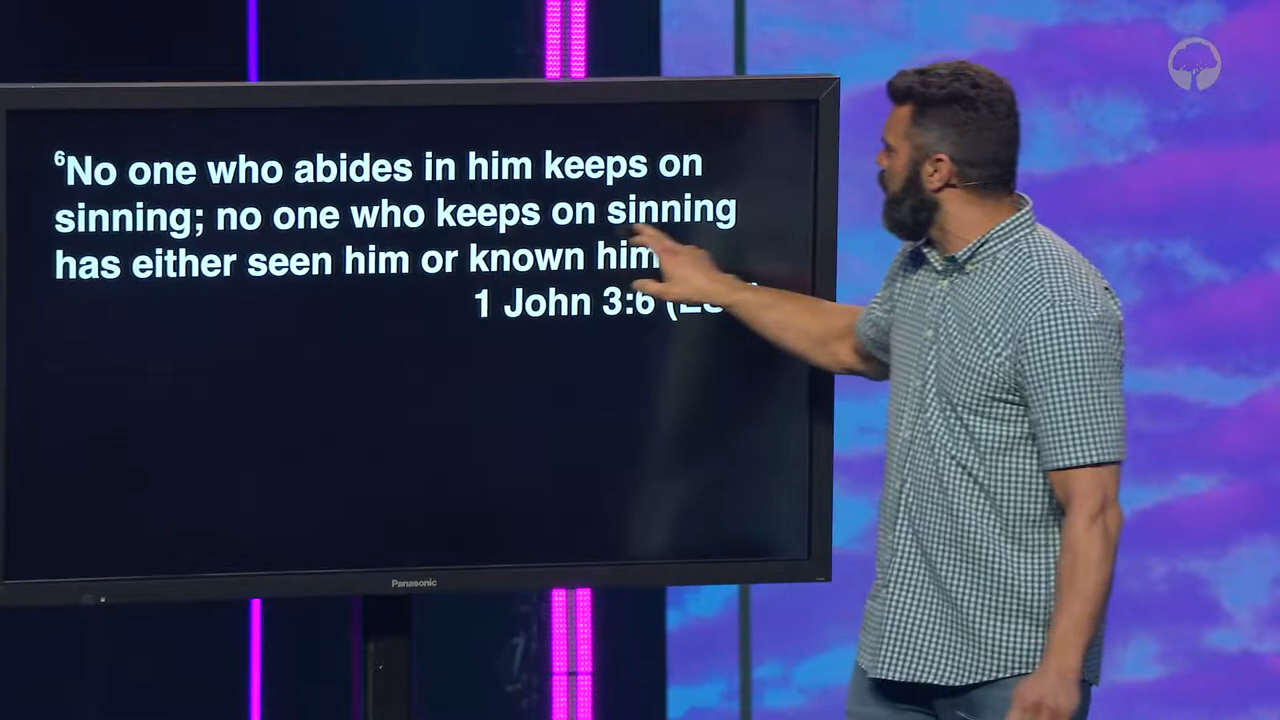 ⁶No one who abides in him keeps on
sinning; no one who keeps on sinning
has either seen him or known him
1 John 3:6
Panasonic